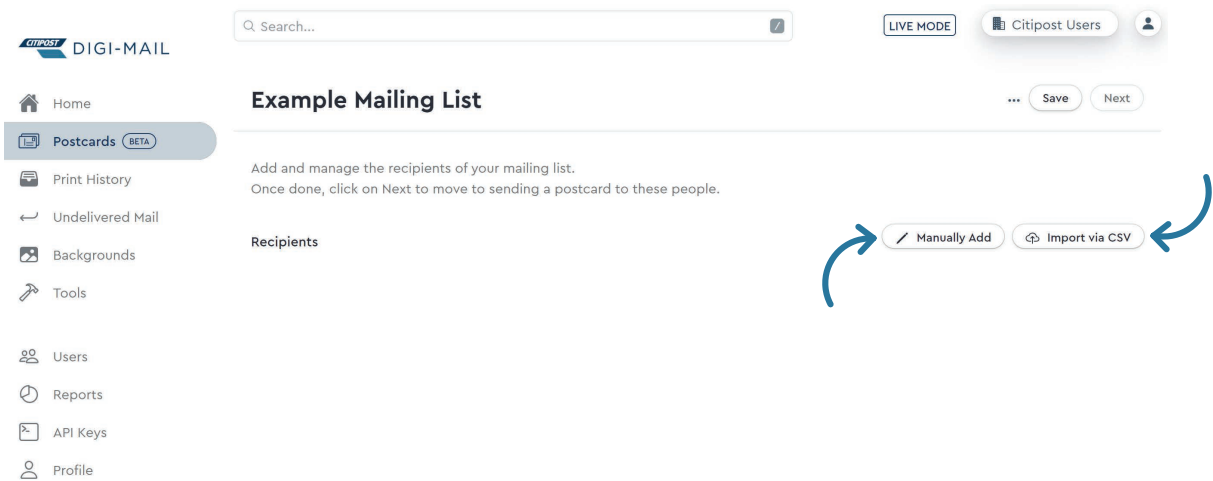 CITIPOST DIGI-MAIL
Search... /
LIVE MODE
Citipost Users
Home
Postcards BETA
Print History
Undelivered Mail
Backgrounds
Tools
Users
Reports
API Keys
Profile
Example Mailing List
... Save Next
Add and manage the recipients of your mailing list.
Once done, click on Next to move to sending a postcard to these people.
Recipients
Manually Add
Import via CSV